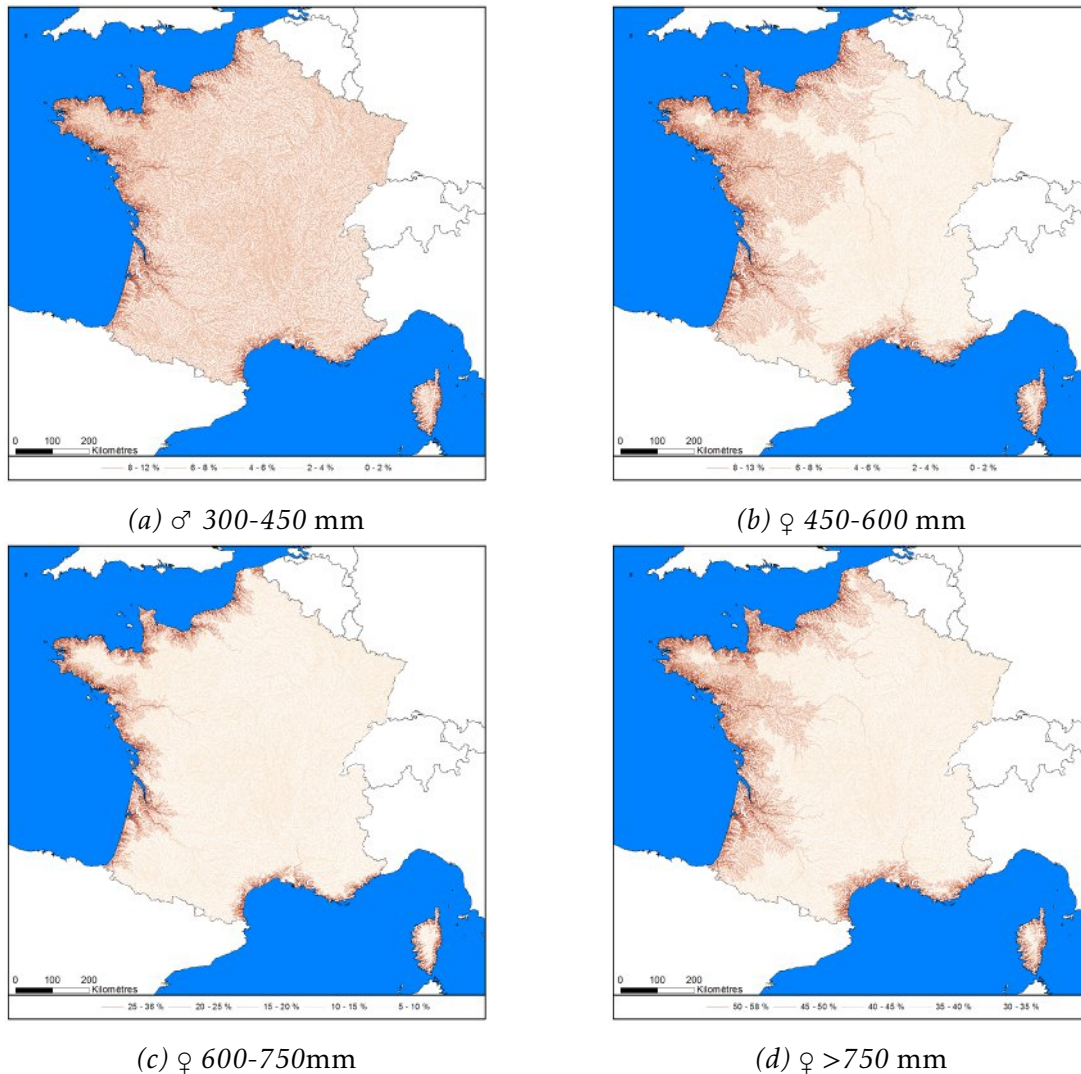 0 100 200
Kilomètres
8 - 12 % 6 - 8 % 4 - 6 % 2 - 4 % 0 - 2 %
0 100 200
Kilomètres
8 - 13 % 6 - 8 % 4 - 6 % 2 - 4 % 0 - 2 %
(a) ♂ 300-450 mm
(b) ♀ 450-600 mm
0 100 200
Kilomètres
25 - 38 % 20 - 25 % 15 - 20 % 10 - 15 % 5 - 10 %
0 100 200
Kilomètres
50 - 58 % 45 - 50 % 40 - 45 % 35 - 40 % 30 - 35 %
(c) ♀ 600-750mm
(d) ♀ >750 mm